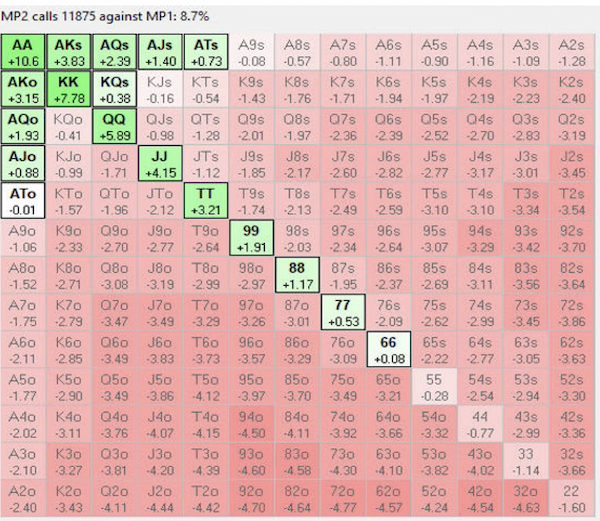 MP2 calls 11875 against MP1: 8.7%
AA AKs AQs AJs ATs A9s A8s A7s A6s A5s A4s A3s A2s
+10.6 +3.83 +2.39 +1.40 +0.73 -0.08 -0.57 -0.80 -1.11 -0.90 -1.16 -1.09 -1.28
AKo KK KQs KJs KTs K9s K8s K7s K6s K5s K4s K3s K2s
+3.15 +7.78 +0.38 -0.16 -0.54 -1.43 -1.76 -1.71 -1.94 -1.97 -2.19 -2.23 -2.40
AQo KQo QQ QJs QTs Q9s Q8s Q7s Q6s Q5s Q4s Q3s Q2s
+1.93 -0.41 +5.89 -0.98 -1.28 -2.01 -1.97 -2.36 -2.39 -2.52 -2.70 -2.83 -3.19
AJo KJo QJo JJ JTs J9s J8s J7s J6s J5s J4s J3s J2s
+0.88 -0.99 -1.71 +4.15 -1.12 -1.85 -2.17 -2.60 -2.82 -2.77 -3.17 -3.01 -3.45
ATo KTo QTo JTo TT T9s T8s T7s T6s T5s T4s T3s T2s
-0.01 -1.57 -1.96 -2.12 +3.21 -1.74 -2.13 -2.49 -2.59 -3.10 -3.10 -3.34 -3.54
A9o K9o Q9o J9o T9o 99 98s 97s 96s 95s 94s 93s 92s
-1.06 -2.33 -2.70 -2.77 -2.64 +1.91 -2.03 -2.34 -2.64 -3.07 -3.29 -3.42 -3.70
A8o K8o Q8o J8o T8o 98o 88 87s 86s 85s 84s 83s 82s
-1.52 -2.71 -3.08 -3.19 -2.99 -2.97 +1.17 -1.95 -2.37 -2.69 -3.11 -3.56 -3.64
A7o K7o Q7o J7o T7o 97o 87o 77 76s 75s 74s 73s 72s
-1.75 -2.79 -3.47 -3.49 -3.29 -3.26 -3.01 +0.53 -2.09 -2.62 -2.99 -3.45 -3.86
A6o K6o Q6o J6o T6o 96o 86o 76o 66 65s 64s 63s 62s
-2.11 -2.85 -3.49 -3.83 -3.73 -3.57 -3.29 -3.09 +0.08 -2.22 -2.77 -3.05 -3.63
A5o K5o Q5o J5o T5o 95o 85o 75o 65o 55 54s 53s 52s
-1.77 -2.90 -3.49 -3.86 -4.12 -3.97 -3.70 -3.49 -3.21 -0.28 -2.54 -2.94 -3.30
A4o K4o Q4o J4o T4o 94o 84o 74o 64o 54o 44 43s 42s
-2.02 -3.11 -3.76 -4.07 -4.15 -4.50 -4.11 -3.92 -3.66 -3.32 -0.77 -2.99 -3.36
A3o K3o Q3o J3o T3o 93o 83o 73o 63o 53o 43o 33 32s
-2.10 -3.27 -3.81 -4.20 -4.39 -4.60 -4.58 -4.30 -4.10 -3.82 -4.02 -1.14 -3.66
A2o K2o Q2o J2o T2o 92o 82o 72o 62o 52o 42o 32o 22
-2.40 -3.43 -4.11 -4.44 -4.42 -4.70 -4.64 -4.77 -4.57 -4.24 -4.54 -4.63 -1.60